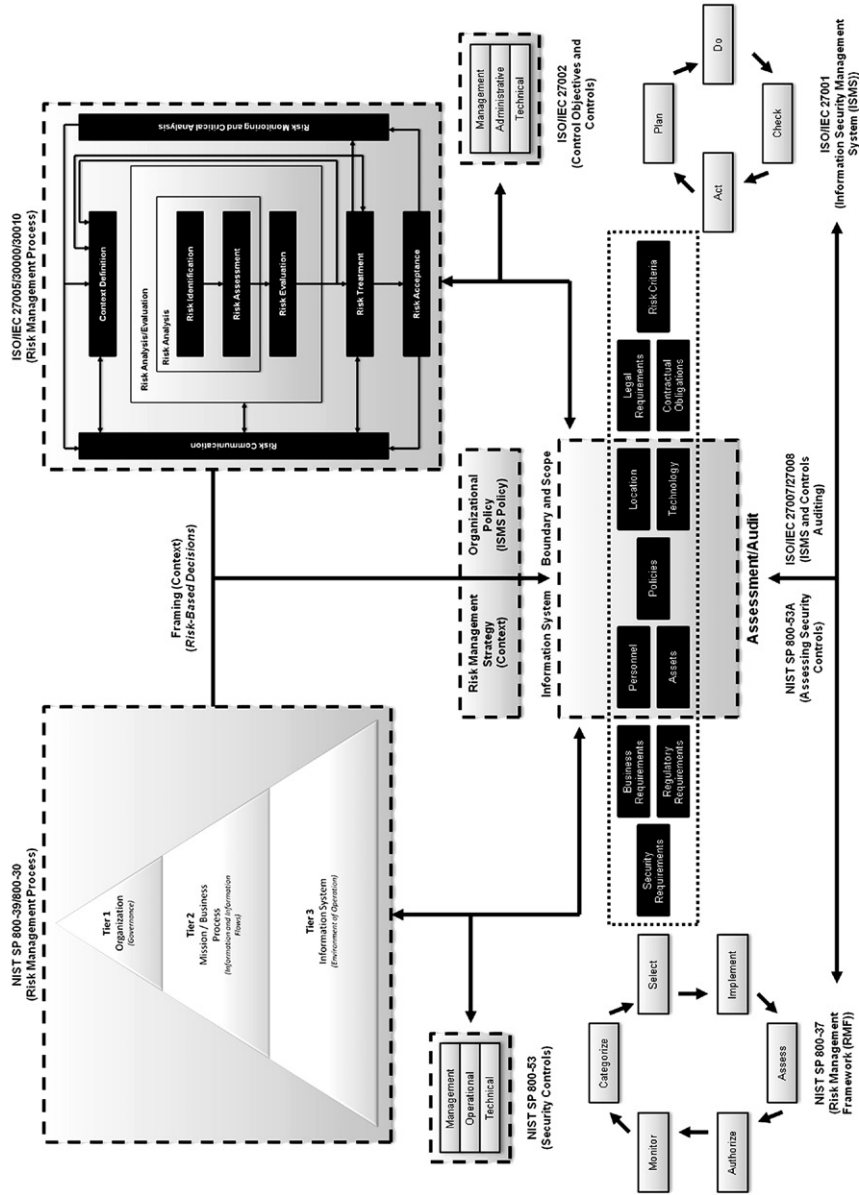 NIST SP 800-39/800-30
(Risk Management Process)
Tier 1
Organization
(Governance)
Tier 2
Mission / Business
Process
(Information and Information
Flows)
Tier 3
Information System
(Environment of Operation)
Framing (Context)
(Risk-Based Decisions)
ISO/IEC 27005/30000/30010
(Risk Management Process)
Risk Communication
Context Definition
Risk Analysis/Evaluation
Risk Analysis
Risk Identification
Risk Assessment
Risk Evaluation
Risk Treatment
Risk Acceptance
Risk Monitoring and Critical Analysis
Management
Operational
Technical
NIST SP 800-53
(Security Controls)
Risk Management
Strategy
(Context)
Organizational
Policy
(ISMS Policy)
Management
Administrative
Technical
ISO/IEC 27002
(Control Objectives and
Controls)
Information System
Boundary and Scope
Security
Requirements
Business
Requirements
Regulatory
Requirements
Personnel
Assets
Policies
Location
Technology
Legal
Requirements
Contractual
Obligations
Risk Criteria
Assessment/Audit
Categorize
Select
Implement
Assess
Authorize
Monitor
NIST SP 800-37
(Risk Management
Framework (RMF))
NIST SP 800-53A
(Assessing Security
Controls)
ISO/IEC 27007/27008
(ISMS and Controls
Auditing)
Plan
Do
Check
Act
ISO/IEC 27001
(Information Security Management
System (ISMS))